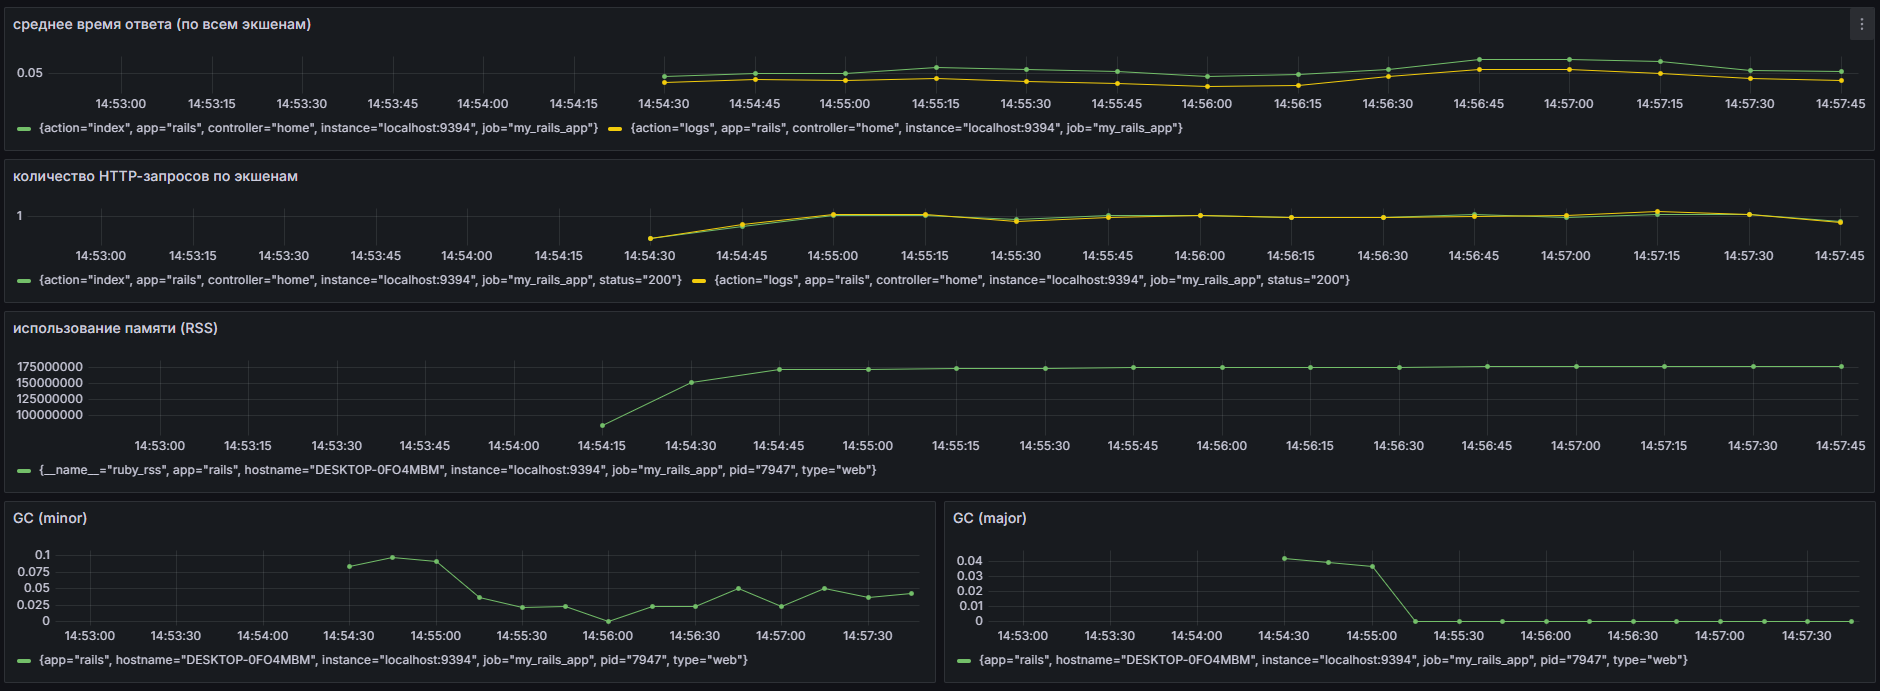 среднее время ответа (по всем экшенам)
0.05
14:53:00 14:53:15 14:53:30 14:53:45 14:54:00 14:54:15 14:54:30 14:54:45 14:55:00 14:55:15 14:55:30 14:55:45 14:56:00 14:56:15 14:56:30 14:56:45 14:57:00 14:57:15 14:57:30 14:57:45
{action="index", app="rails", controller="home", instance="localhost:9394", job="my_rails_app"} {action="logs", app="rails", controller="home", instance="localhost:9394", job="my_rails_app"}
количество HTTP-запросов по экшенам
1
14:53:00 14:53:15 14:53:30 14:53:45 14:54:00 14:54:15 14:54:30 14:54:45 14:55:00 14:55:15 14:55:30 14:55:45 14:56:00 14:56:15 14:56:30 14:56:45 14:57:00 14:57:15 14:57:30 14:57:45
{action="index", app="rails", controller="home", instance="localhost:9394", job="my_rails_app", status="200"} {action="logs", app="rails", controller="home", instance="localhost:9394", job="my_rails_app", status="200"}
использование памяти (RSS)
175000000
150000000
125000000
100000000
14:53:00 14:53:15 14:53:30 14:53:45 14:54:00 14:54:15 14:54:30 14:54:45 14:55:00 14:55:15 14:55:30 14:55:45 14:56:00 14:56:15 14:56:30 14:56:45 14:57:00 14:57:15 14:57:30 14:57:45
{__name__="ruby_rss", app="rails", hostname="DESKTOP-0FO4MBM", instance="localhost:9394", job="my_rails_app", pid="7947", type="web"}
GC (minor)
0.1
0.075
0.05
0.025
0
14:53:00 14:53:30 14:54:00 14:54:30 14:55:00 14:55:30 14:56:00 14:56:30 14:57:00 14:57:30
{app="rails", hostname="DESKTOP-0FO4MBM", instance="localhost:9394", job="my_rails_app", pid="7947", type="web"}
GC (major)
0.04
0.03
0.02
0.01
0
14:53:00 14:53:30 14:54:00 14:54:30 14:55:00 14:55:30 14:56:00 14:56:30 14:57:00 14:57:30
{app="rails", hostname="DESKTOP-0FO4MBM", instance="localhost:9394", job="my_rails_app", pid="7947", type="web"}